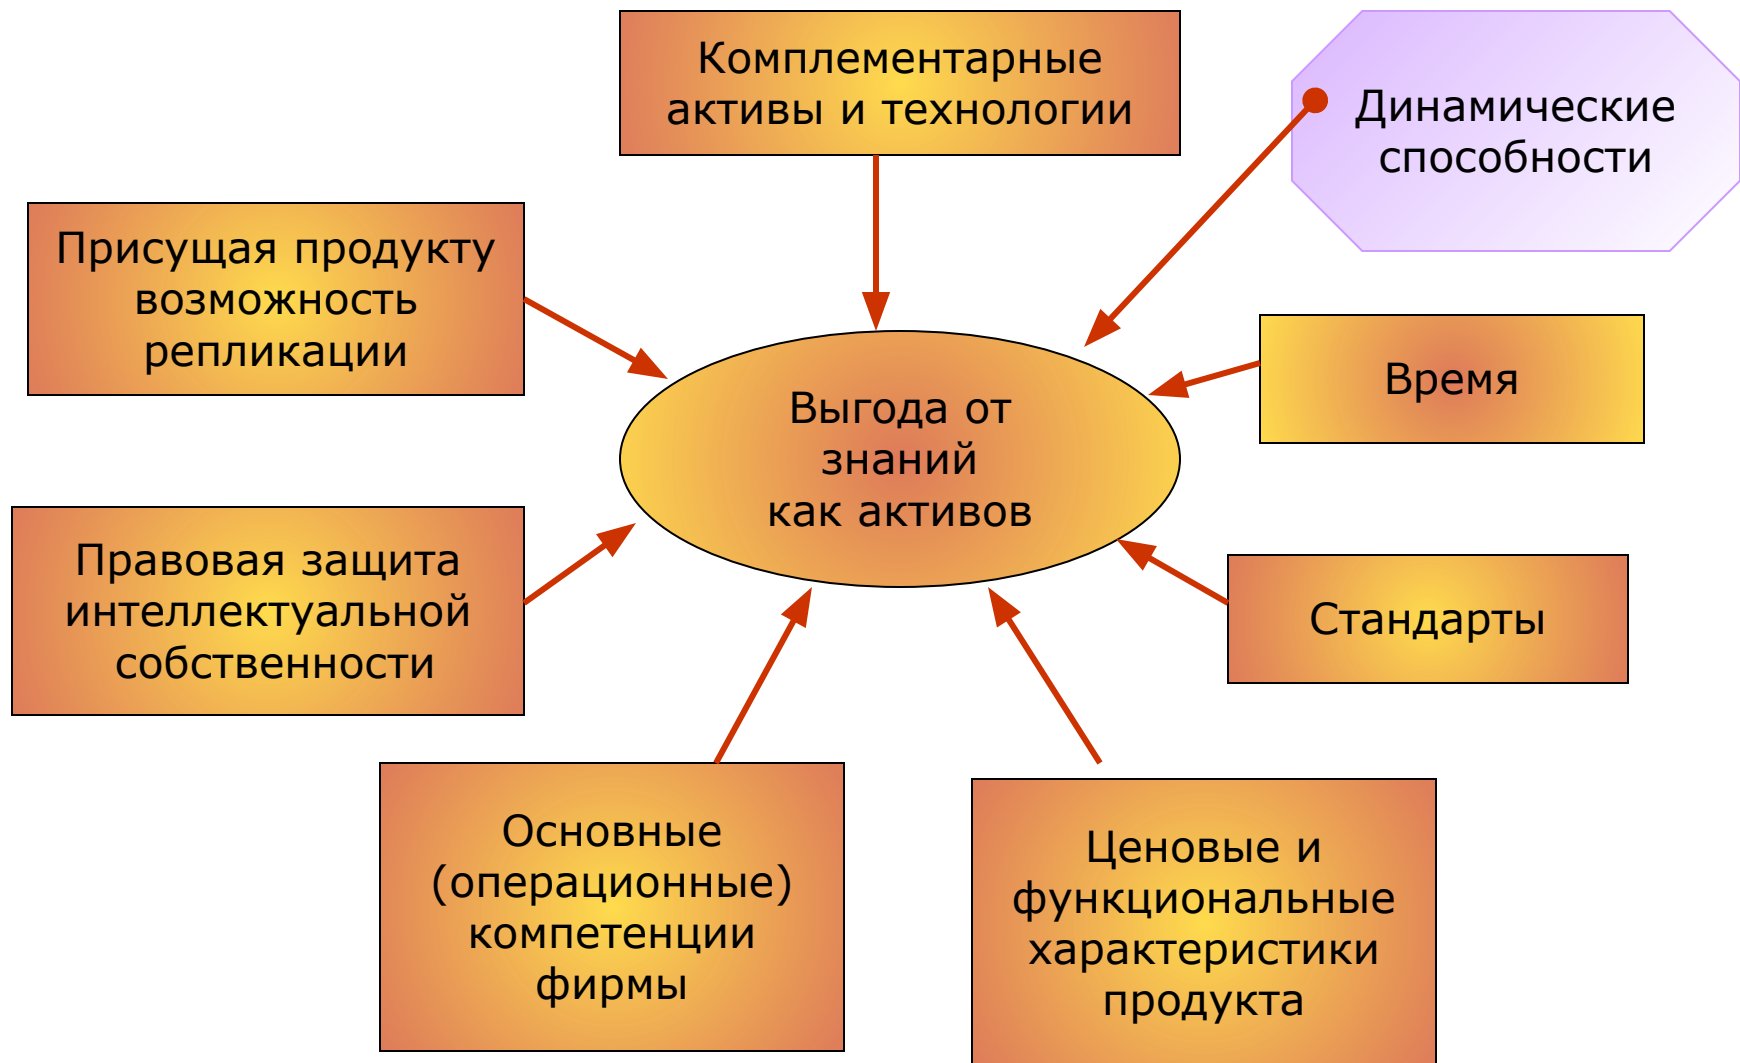 Комплементарные
активы и технологии
Динамические
способности
Присущая продукту
возможность
репликации
Время
Выгода от
знаний
как активов
Правовая защита
интеллектуальной
собственности
Стандарты
Основные
(операционные)
компетенции
фирмы
Ценовые и
функциональные
характеристики
продукта